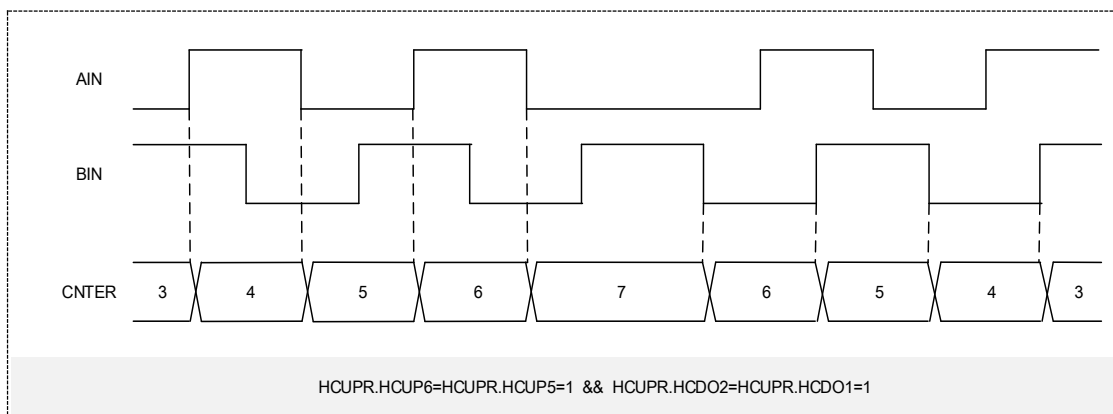 AIN
BIN
CNTER 3 4 5 6 7 6 5 4 3
HCUPR.HCUP6=HCUPR.HCUP5=1 && HCUPR.HCDO2=HCUPR.HCDO1=1